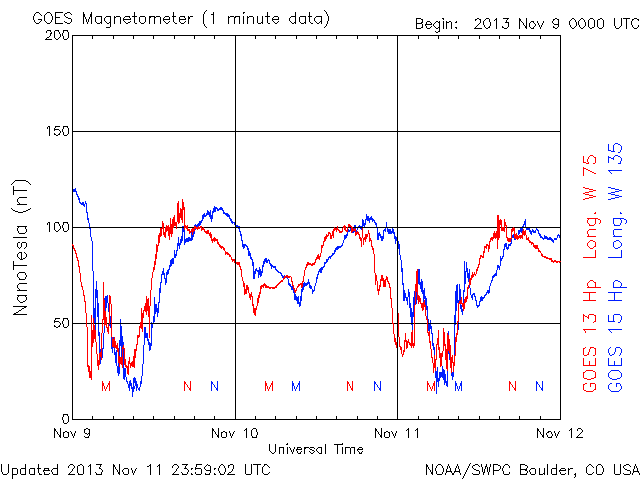 GOES Magnetometer (1 minute data)
Begin: 2013 Nov 9 0000 UTC
200
150
100
50
0
NanoTesla (nT)
GOES 13 Hp Long. W 75
GOES 15 Hp Long. W 135
M M N N M M N N M M N N
Nov 9 Nov 10 Nov 11 Nov 12
Universal Time
Updated 2013 Nov 11 23:59:02 UTC
NOAA/SWPC Boulder, CO USA